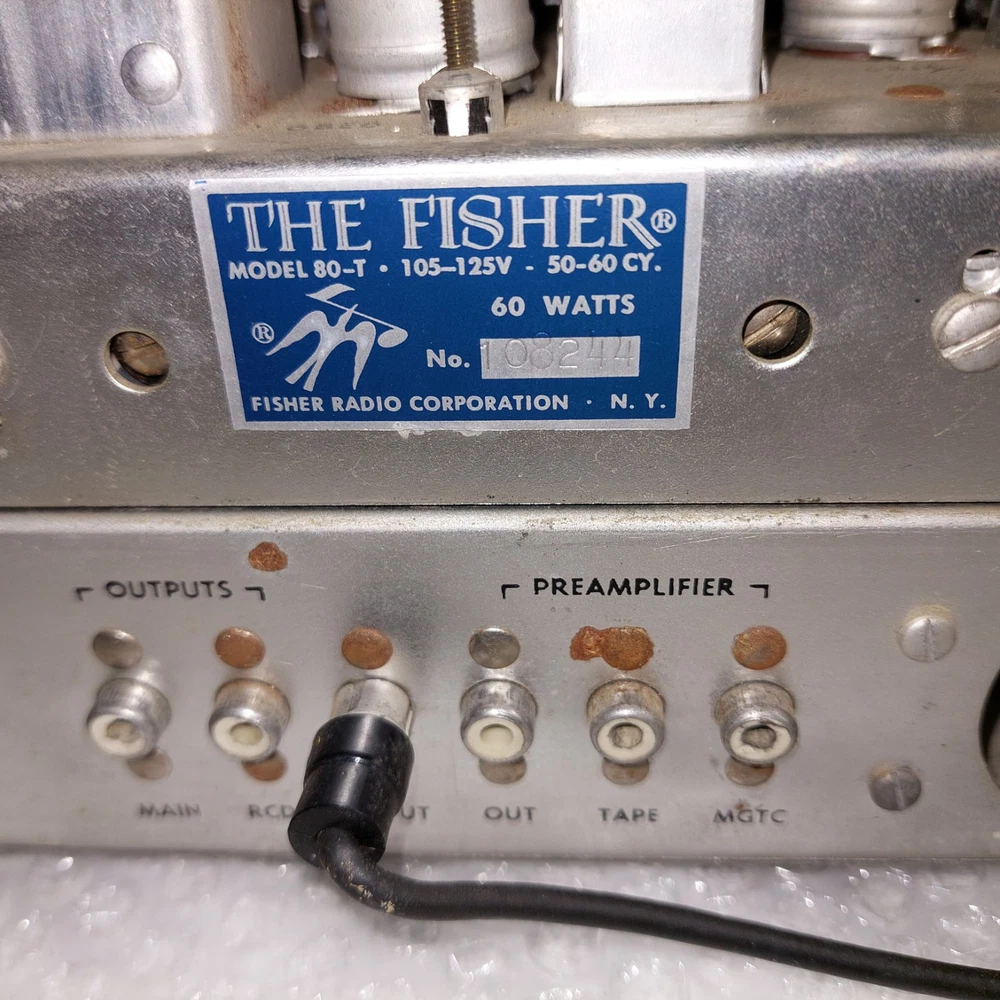 THE FISHER®
MODEL 80-T • 105-125V - 50-60 CY.
60 WATTS
®
No. 108244
FISHER RADIO CORPORATION · N. Y.
OUTPUTS
PREAMPLIFIER
MAIN
OUT
TAPE
MGTC